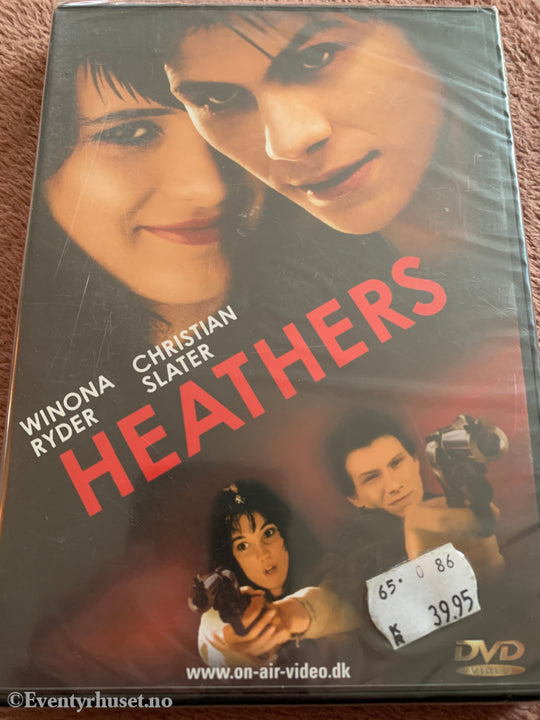 WINONA
RYDER
CHRISTIAN
SLATER
HEATHERS
65. 0 86
KR 39.95
www.on-air-video.dk
DVD
VIDEO
©Eventyrhuset.no